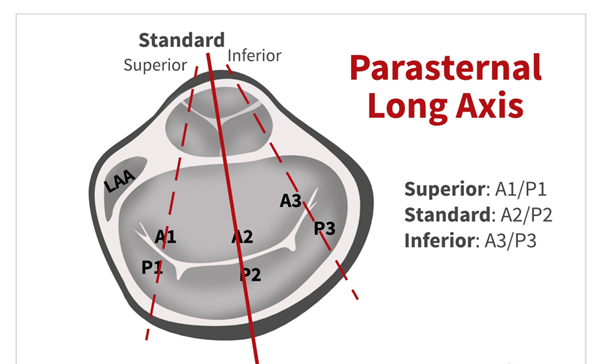 Standard
Superior
Inferior
Parasternal
Long Axis
LAA
A1
A2
A3
P1
P2
P3
Superior: A1/P1
Standard: A2/P2
Inferior: A3/P3